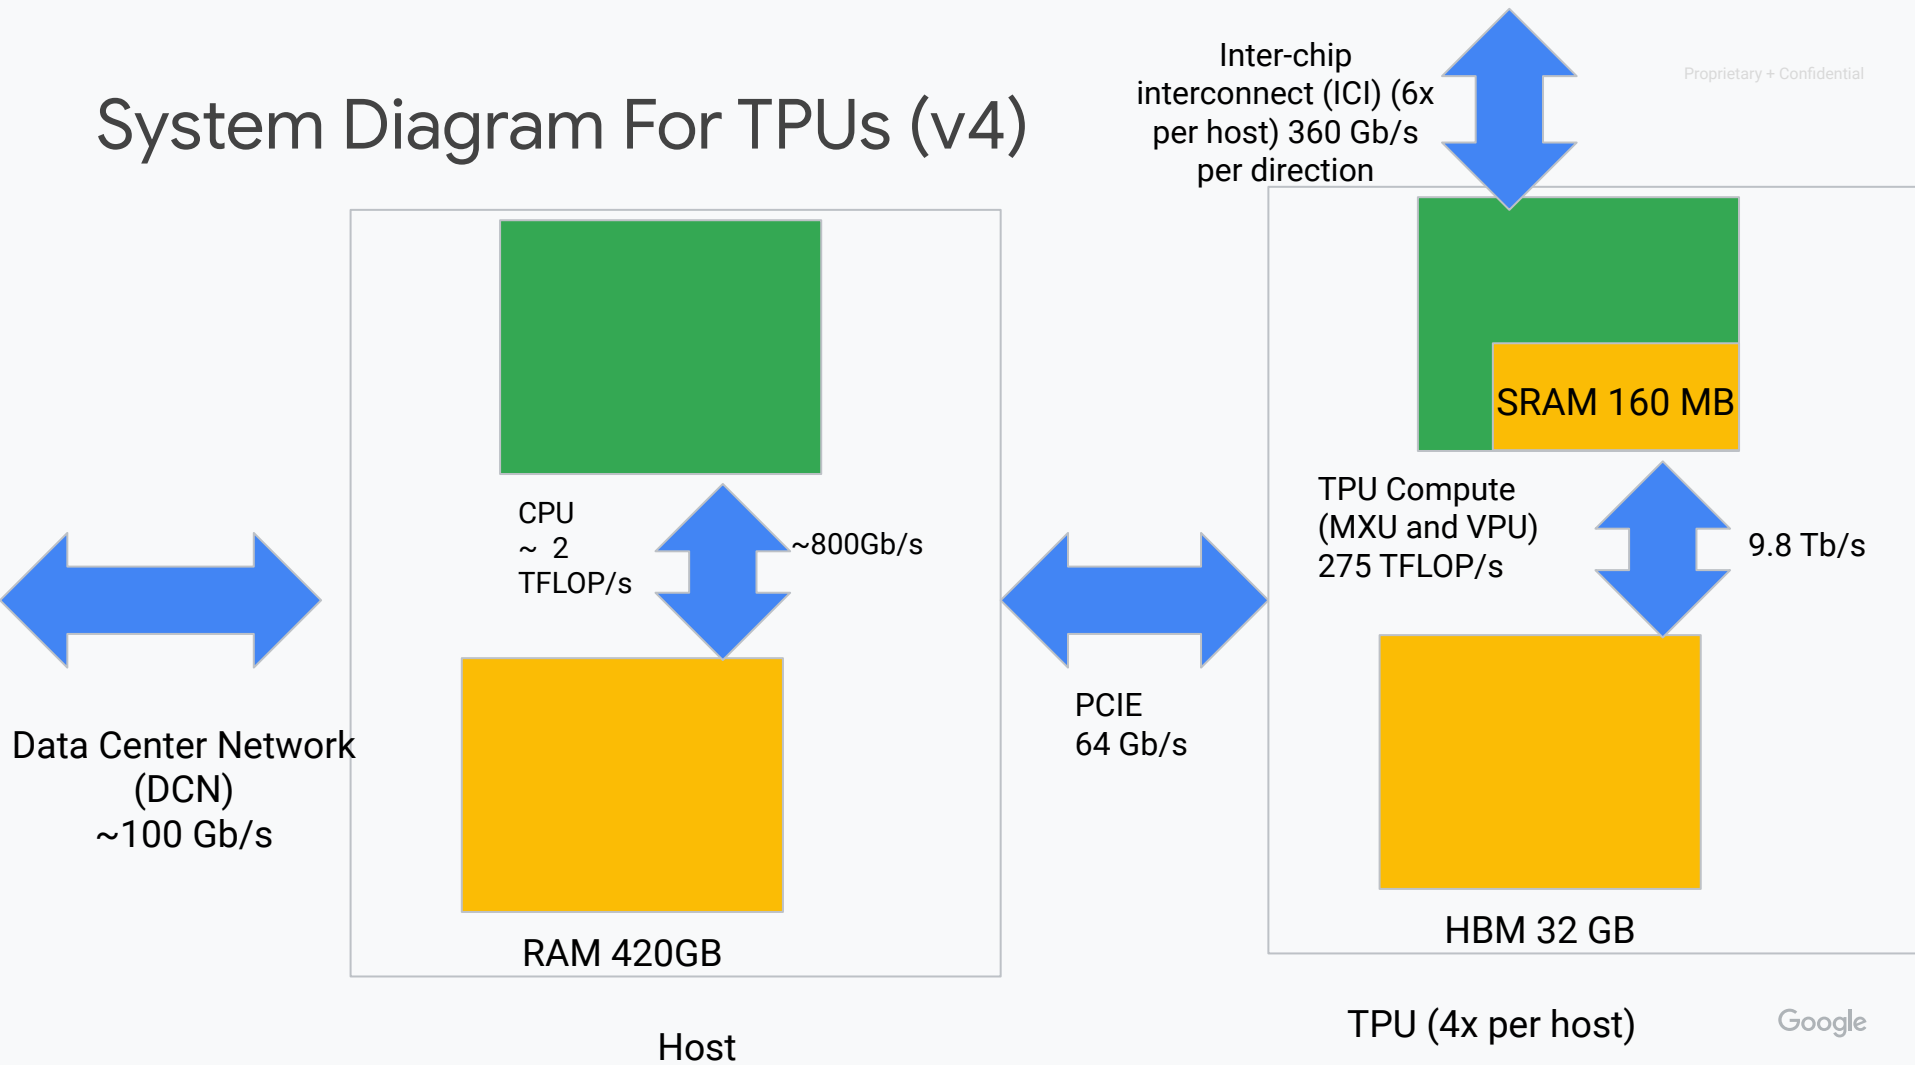 Proprietary + Confidential
System Diagram For TPUs (v4)
Inter-chip
interconnect (ICI) (6x
per host) 360 Gb/s
per direction
SRAM 160 MB
CPU
~ 2
TFLOP/s
~800Gb/s
TPU Compute
(MXU and VPU)
275 TFLOP/s
9.8 Tb/s
PCIE
64 Gb/s
Data Center Network
(DCN)
~100 Gb/s
RAM 420GB
HBM 32 GB
Host
TPU (4x per host)
Google